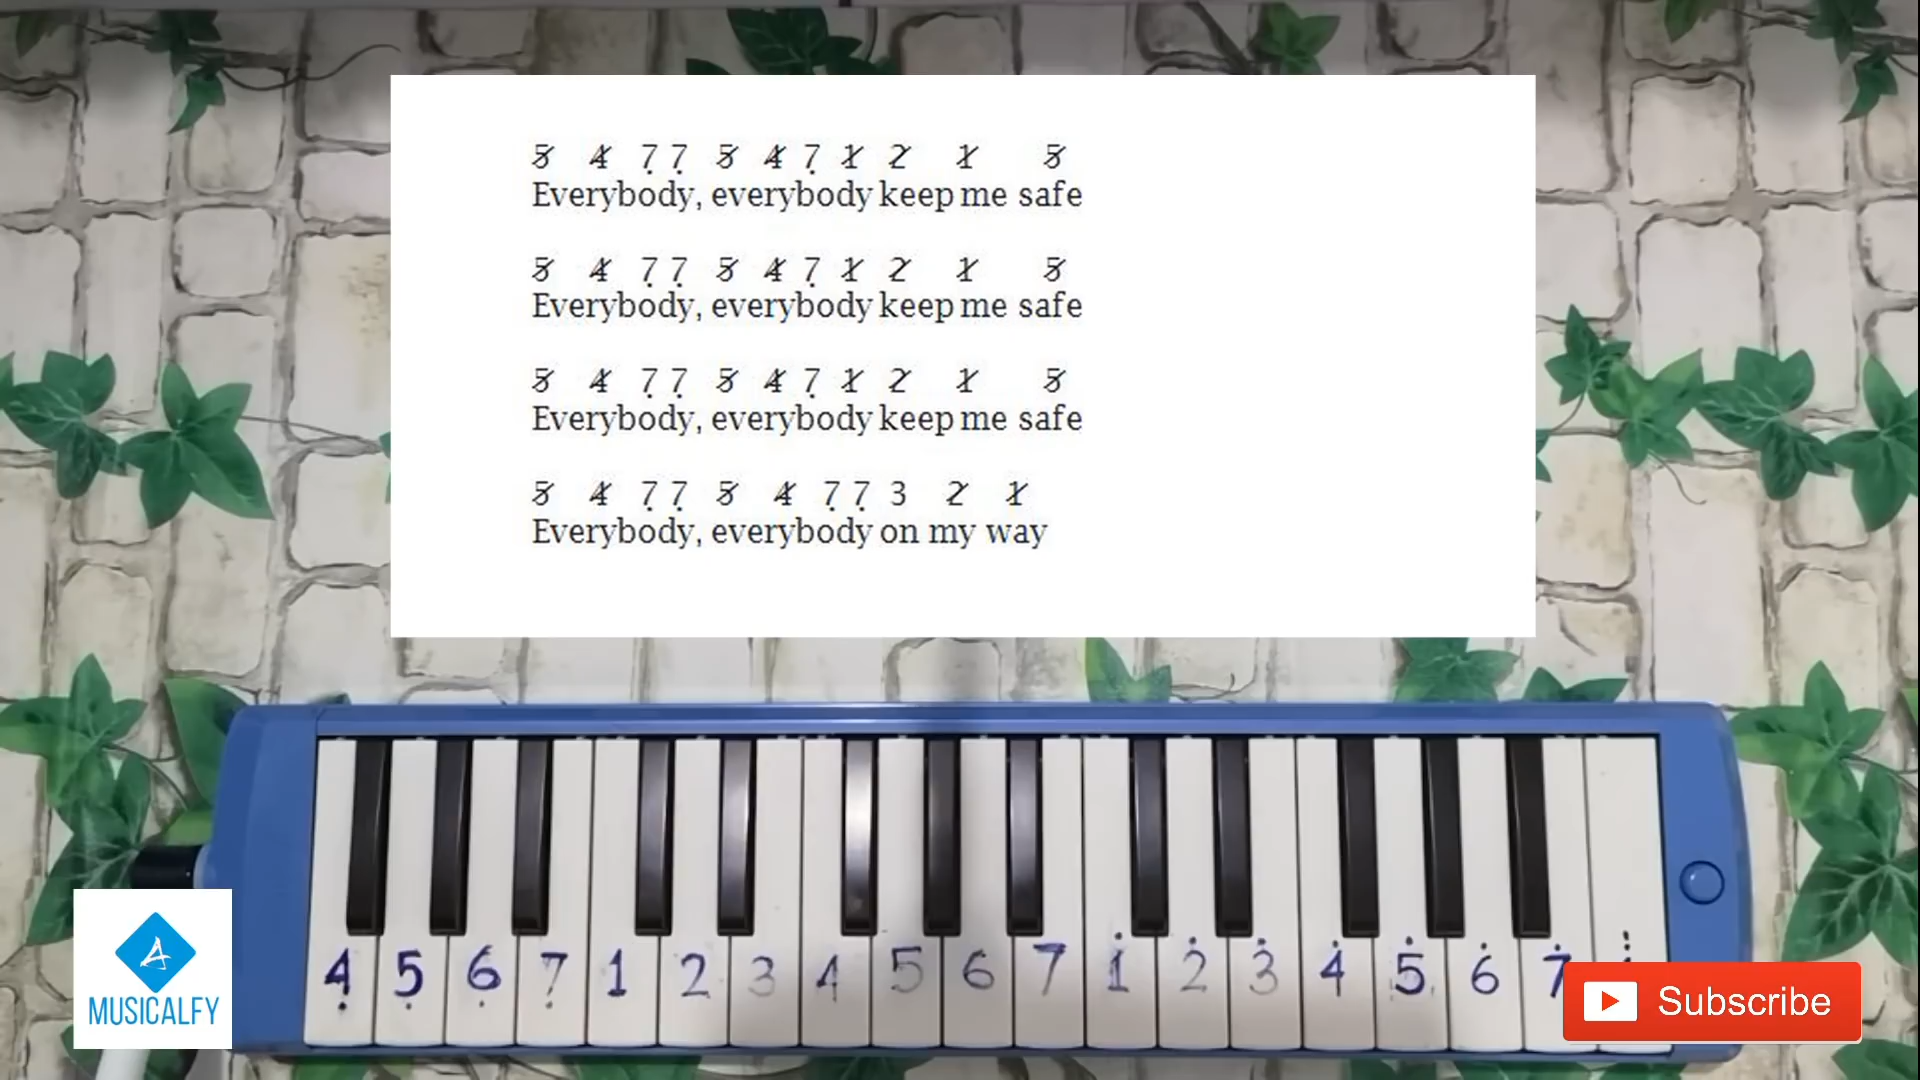 5̸ 4̸ 7̣ 7̣ 5̸ 4̸ 7̣ 1̸ 2̸ 1̸ 5̸
Everybody, everybody keep me safe
5̸ 4̸ 7̣ 7̣ 5̸ 4̸ 7̣ 1̸ 2̸ 1̸ 5̸
Everybody, everybody keep me safe
5̸ 4̸ 7̣ 7̣ 5̸ 4̸ 7̣ 1̸ 2̸ 1̸ 5̸
Everybody, everybody keep me safe
5̸ 4̸ 7̣ 7̣ 5̸ 4̸ 7̣ 7̣ 3 2̸ 1̸
Everybody, everybody on my way
4̣ 5̣ 6̣ 7̣ 1 2 3 4 5 6 7 1̇ 2̇ 3̇ 4̇ 5̇ 6̇ 7̇
MUSICALFY
Subscribe